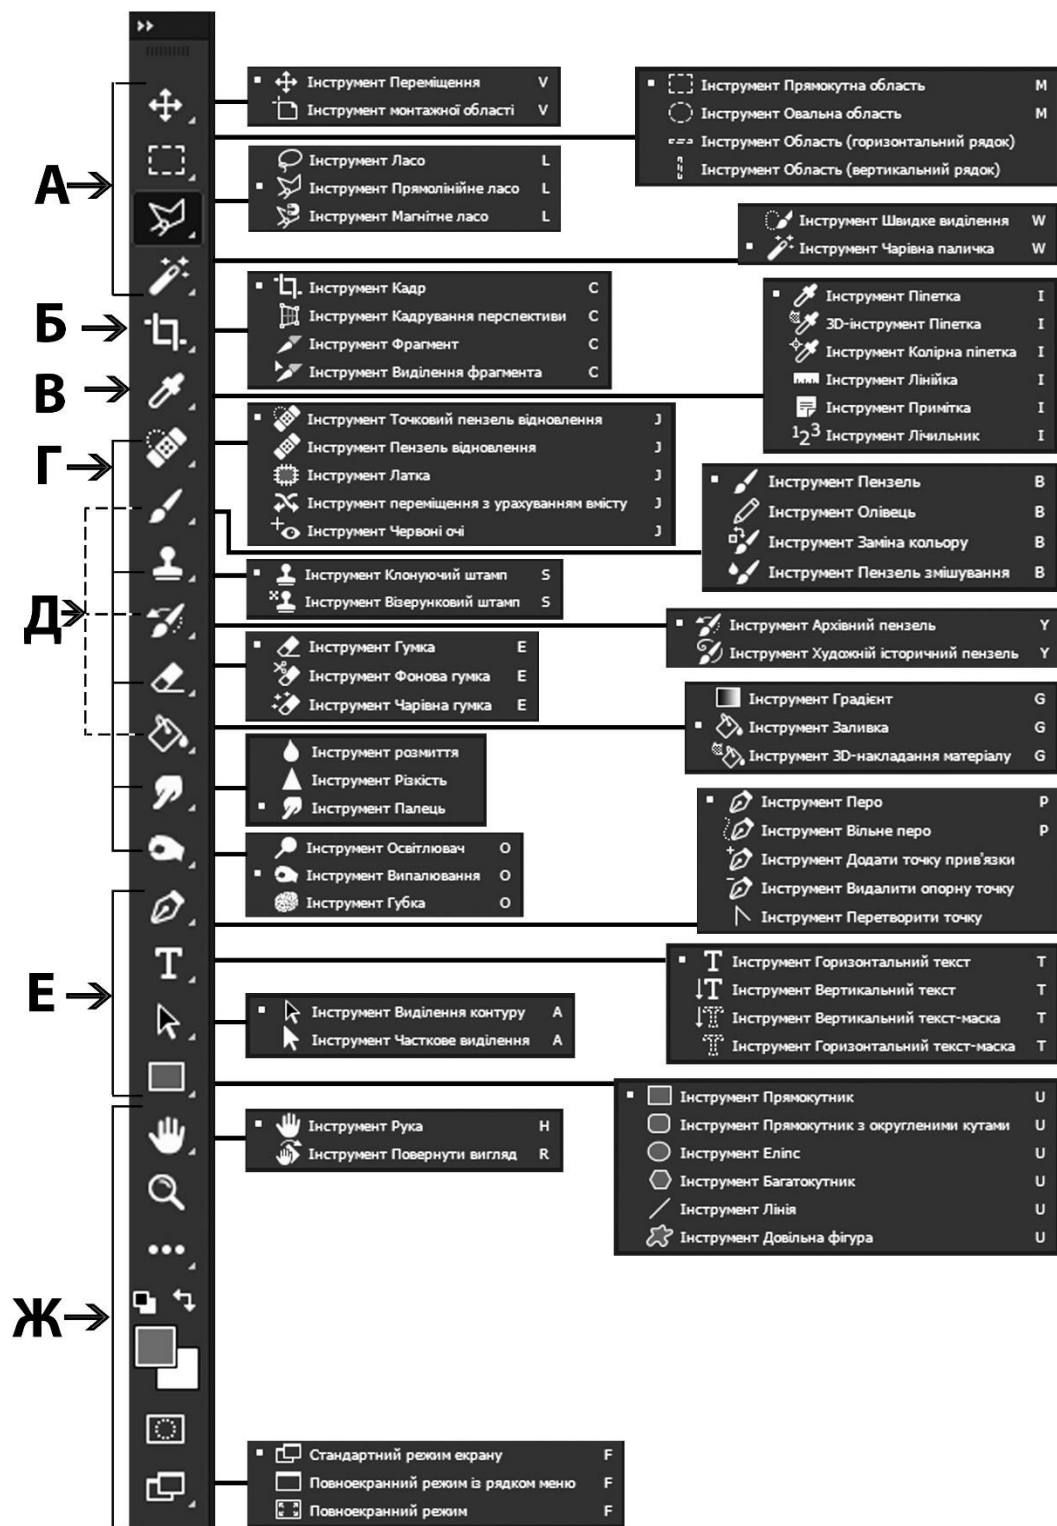 А
Інструмент Переміщення V
Інструмент монтажної області V
Інструмент Прямокутна область M
Інструмент Овальна область M
Інструмент Область (горизонтальний рядок)
Інструмент Область (вертикальний рядок)
Інструмент Ласо L
Інструмент Прямолінійне ласо L
Інструмент Магнітне ласо L
Інструмент Швидке виділення W
Інструмент Чарівна паличка W
Б
Інструмент Кадр C
Інструмент Кадрування перспективи C
Інструмент Фрагмент C
Інструмент Виділення фрагмента C
В
Інструмент Піпетка I
3D-інструмент Піпетка I
Інструмент Колірна піпетка I
Інструмент Лінійка I
Інструмент Примітка I
Інструмент Лічильник I
Г
Інструмент Точковий пензель відновлення J
Інструмент Пензель відновлення J
Інструмент Латка J
Інструмент переміщення з урахуванням вмісту J
Інструмент Червоні очі J
Інструмент Пензель B
Інструмент Олівець B
Інструмент Заміна кольору B
Інструмент Пензель змішування B
Інструмент Клонуючий штамп S
Інструмент Візерунковий штамп S
Д
Інструмент Архівний пензель Y
Інструмент Художній історичний пензель Y
Інструмент Гумка E
Інструмент Фонова гумка E
Інструмент Чарівна гумка E
Інструмент Градієнт G
Інструмент Заливка G
Інструмент 3D-накладання матеріалу G
Інструмент розмиття
Інструмент Різкість
Інструмент Палець
Інструмент Освітлювач O
Інструмент Випалювання O
Інструмент Губка O
Інструмент Перо P
Інструмент Вільне перо P
Інструмент Додати точку прив'язки
Інструмент Видалити опорну точку
Інструмент Перетворити точку
Е
Інструмент Горизонтальний текст T
Інструмент Вертикальний текст T
Інструмент Вертикальний текст-маска T
Інструмент Горизонтальний текст-маска T
Інструмент Виділення контуру A
Інструмент Часткове виділення A
Інструмент Прямокутник U
Інструмент Прямокутник з округленими кутами U
Інструмент Еліпс U
Інструмент Багатокутник U
Інструмент Лінія U
Інструмент Довільна фігура U
Ж
Інструмент Рука H
Інструмент Повернути вигляд R
Стандартний режим екрану F
Повноекранний режим із рядком меню F
Повноекранний режим F